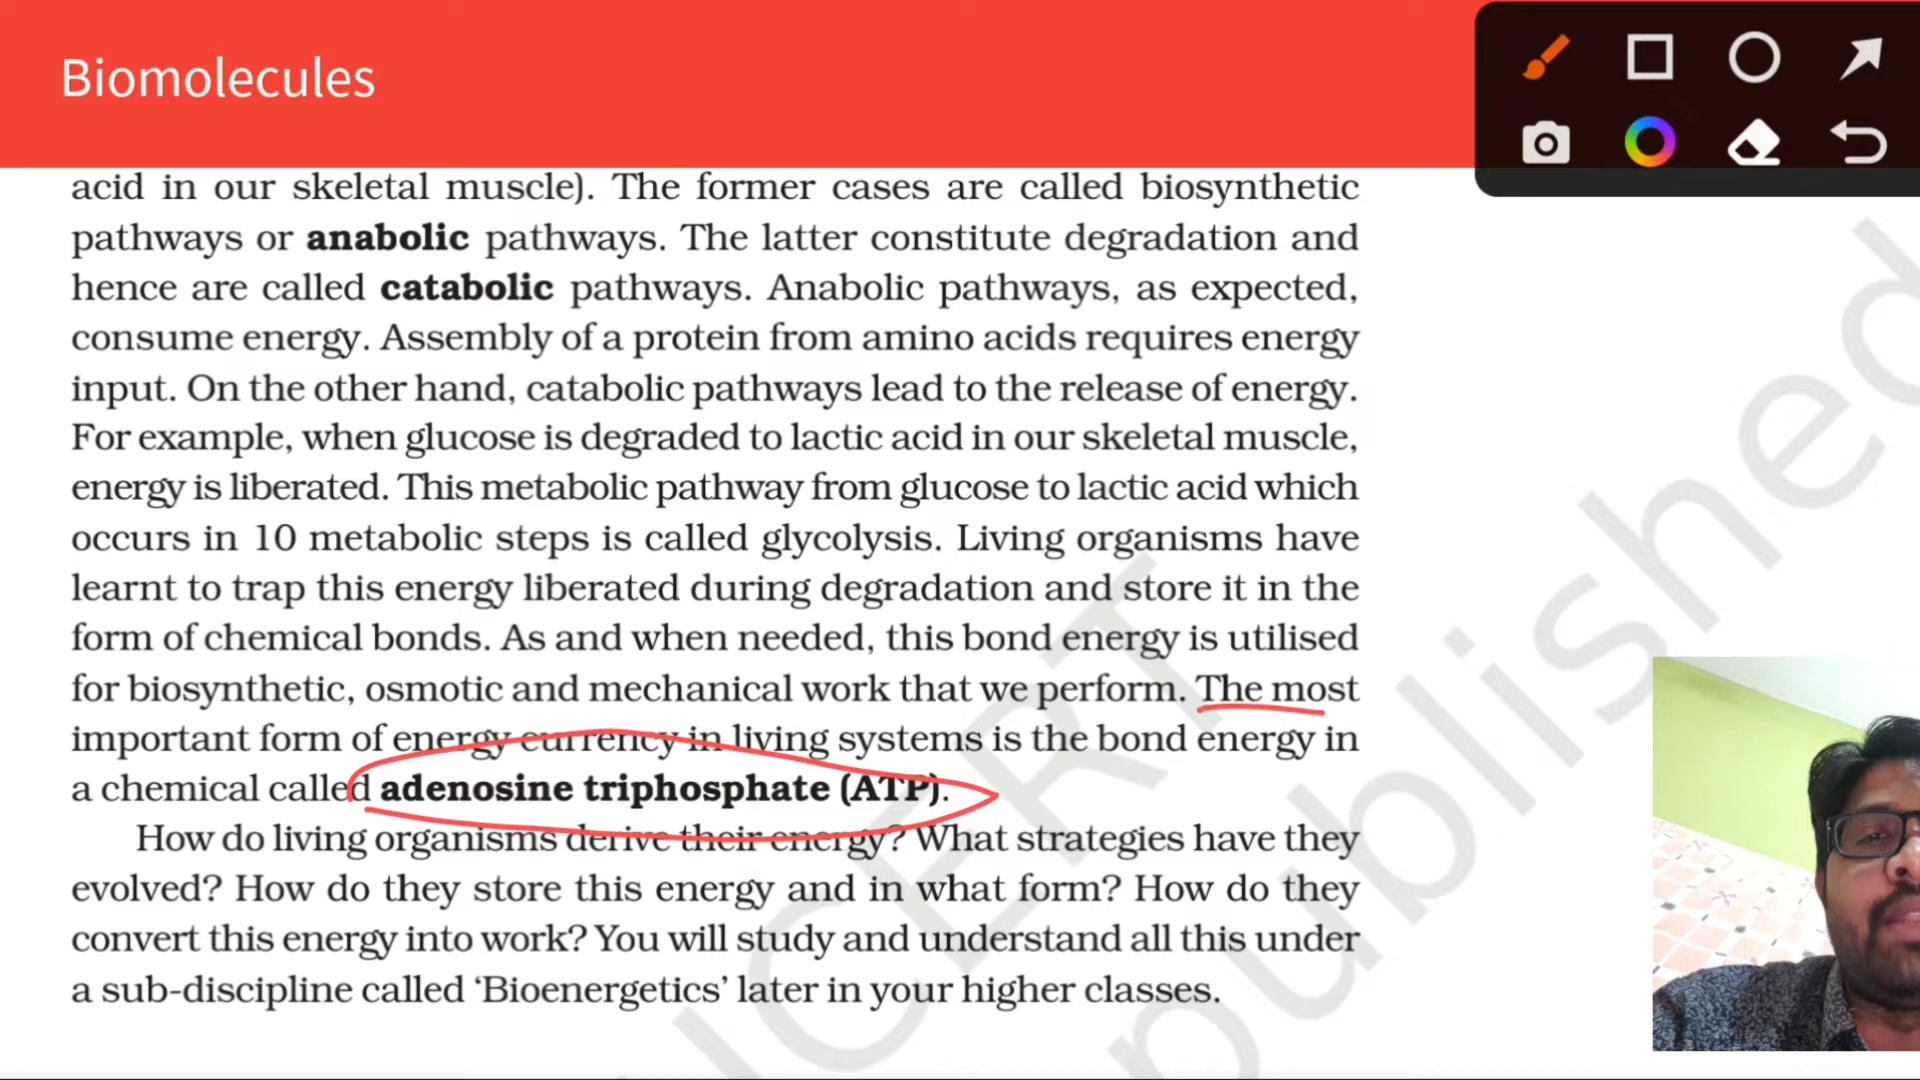 Biomolecules
acid in our skeletal muscle). The former cases are called biosynthetic
pathways or anabolic pathways. The latter constitute degradation and
hence are called catabolic pathways. Anabolic pathways, as expected,
consume energy. Assembly of a protein from amino acids requires energy
input. On the other hand, catabolic pathways lead to the release of energy.
For example, when glucose is degraded to lactic acid in our skeletal muscle,
energy is liberated. This metabolic pathway from glucose to lactic acid which
occurs in 10 metabolic steps is called glycolysis. Living organisms have
learnt to trap this energy liberated during degradation and store it in the
form of chemical bonds. As and when needed, this bond energy is utilised
for biosynthetic, osmotic and mechanical work that we perform. The most
important form of energy currency in living systems is the bond energy in
a chemical called adenosine triphosphate (ATP).
How do living organisms derive their energy? What strategies have they
evolved? How do they store this energy and in what form? How do they
convert this energy into work? You will study and understand all this under
a sub-discipline called ‘Bioenergetics’ later in your higher classes.
NCERT
published